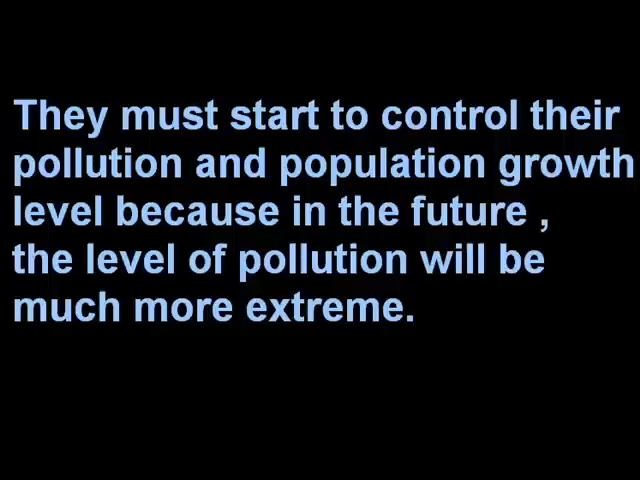 They must start to control their
pollution and population growth
level because in the future ,
the level of pollution will be
much more extreme.